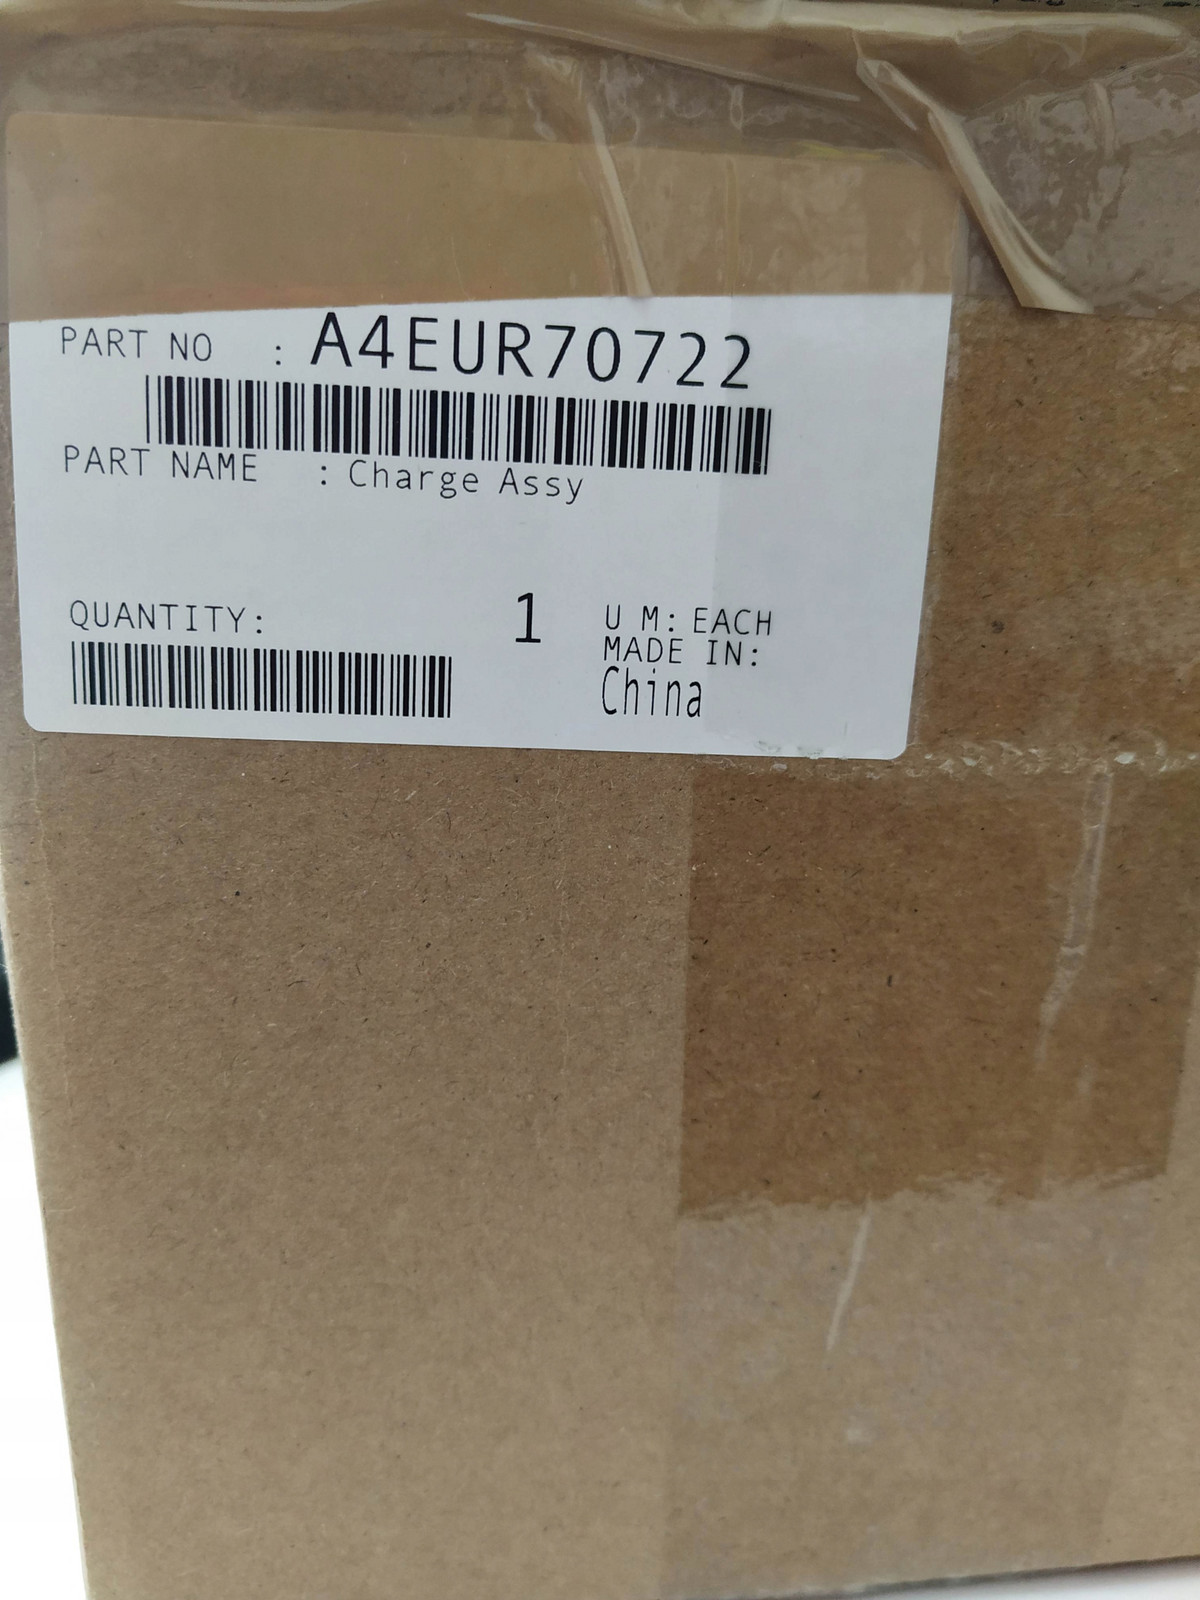 PART NO : A4EUR70722
PART NAME : Charge Assy
QUANTITY: 1 U M: EACH
MADE IN:
China